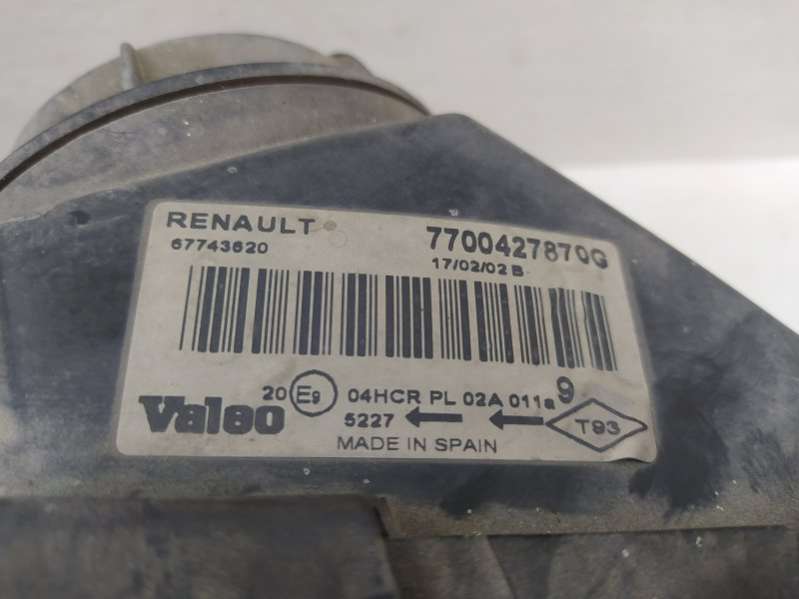 RENAULT 7700427870G
67743620 17/02/02 B
20 E9 04HCR PL 02A 011a 9
Valeo 5227 T93
MADE IN SPAIN